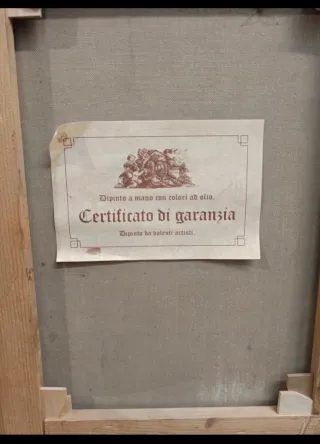 Dipinto a mano con colori ad olio.
Certificato di garanzia
Dipinto da valenti artisti.